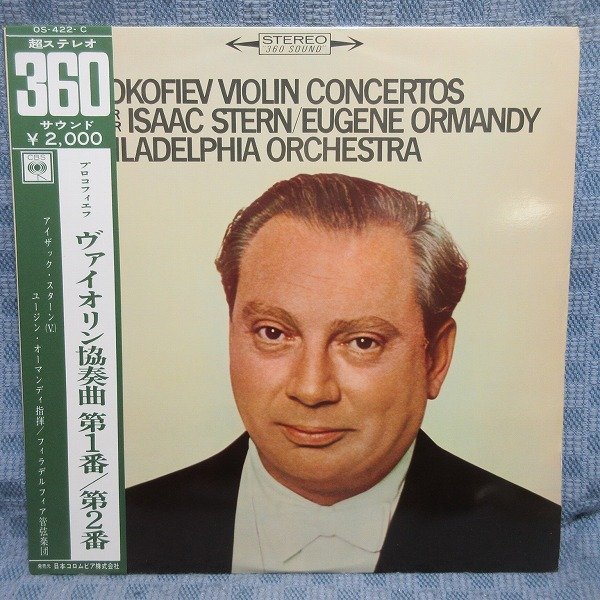 OS-422-C
超ステレオ
360
サウンド
¥2,000
CBS
プロコフィエフ
ヴァイオリン協奏曲 第1番/第2番
アイザック・スターン(V.)
ユージン・オーマンディ指揮/フィラデルフィア管弦楽団
発売元 日本コロムビア株式会社
STEREO
360 SOUND
OKOFIEV VIOLIN CONCERTOS
R ISAAC STERN/EUGENE ORMANDY
ILADELPHIA ORCHESTRA